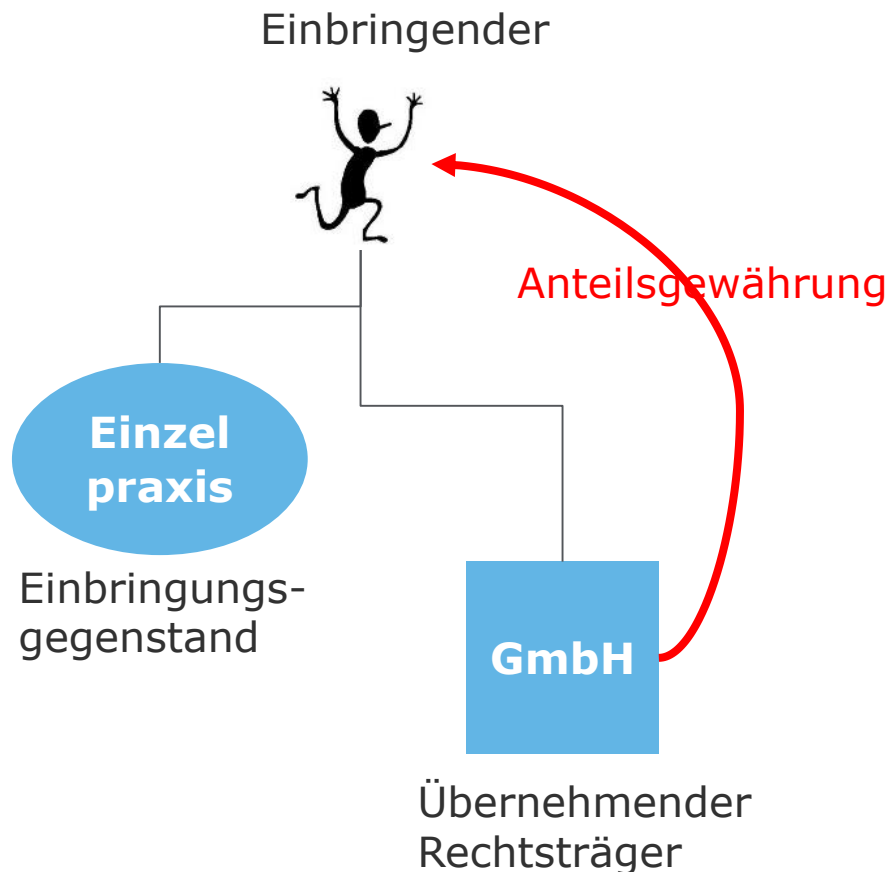 Einbringender
Anteilsgewährung
Einzel
praxis
Einbringungs-
gegenstand
GmbH
Übernehmender
Rechtsträger